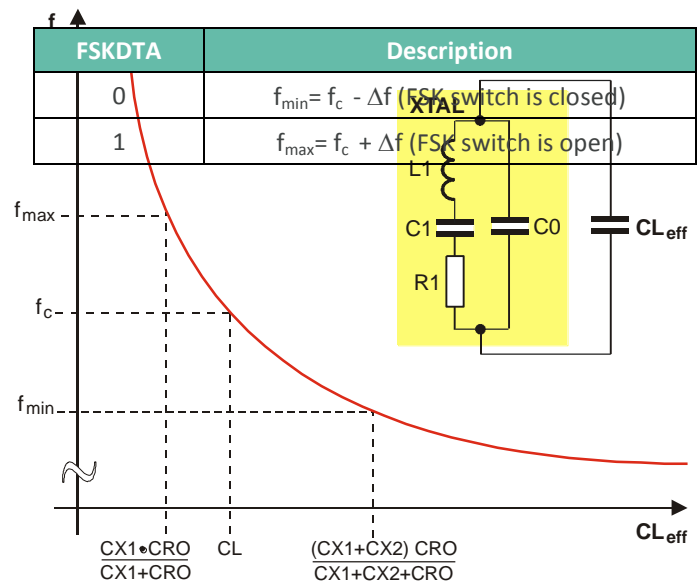 f
FSKDTA Description
0 fmin= fc - Δf (FSK switch is closed)
XTAL
1 fmax= fc + Δf (FSK switch is open)
L1
fmax
C1 C0 CLeff
R1
fc
fmin
CLeff
CX1•CRO CL (CX1+CX2) CRO
CX1+CRO CX1+CX2+CRO